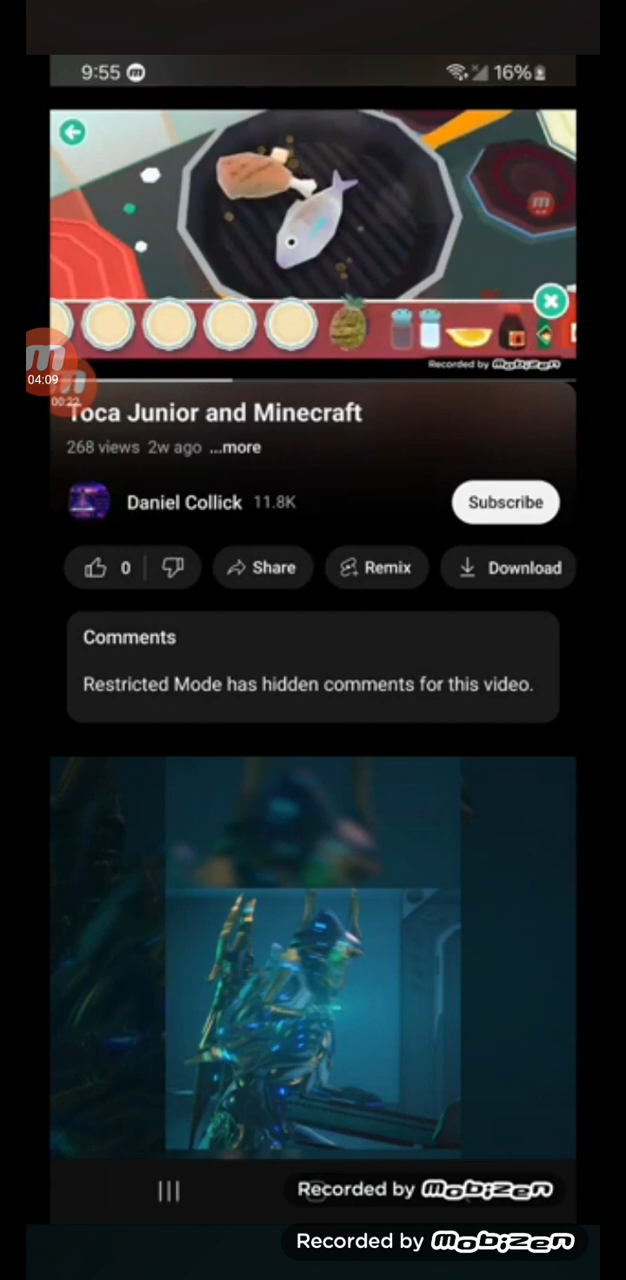 9:55 m 16%
Recorded by mobizen
04:09
00:22
Toca Junior and Minecraft
268 views 2w ago ...more
Daniel Collick 11.8K Subscribe
0 Share Remix Download
Comments
Restricted Mode has hidden comments for this video.
Recorded by mobizen
Recorded by mobizen